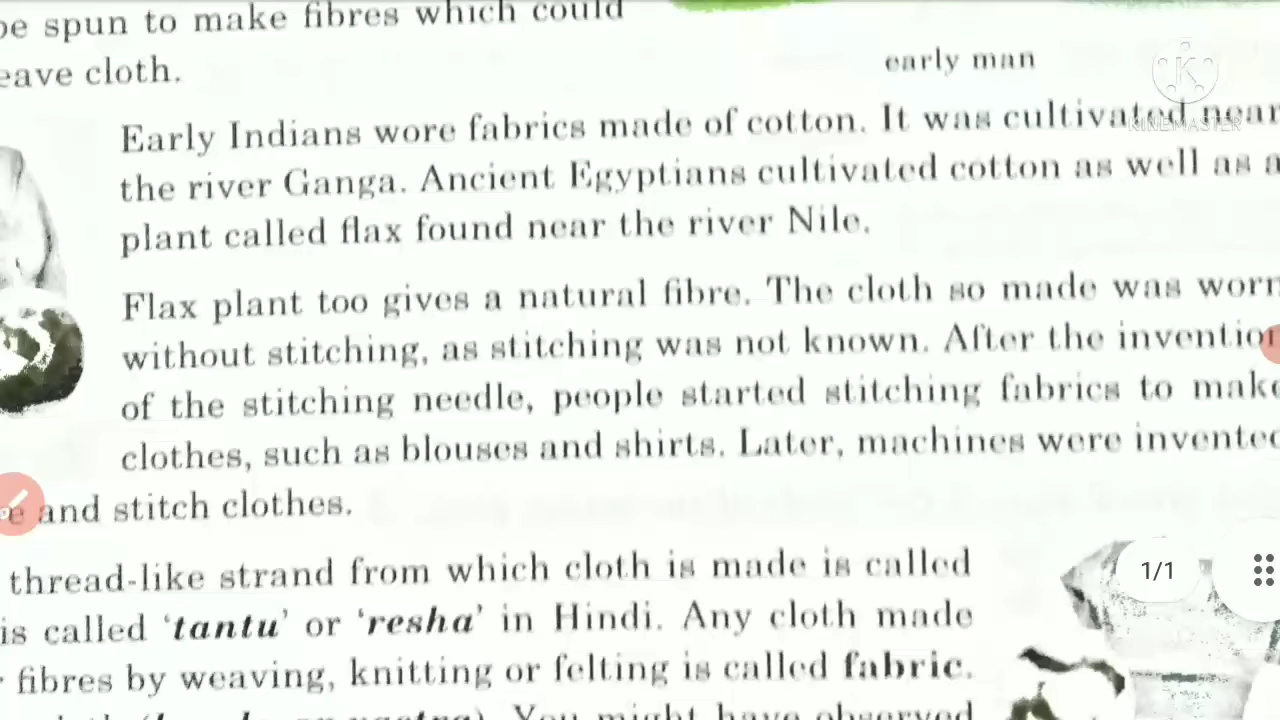 be spun to make fibres which could
eave cloth.
early man
KINEMASTER
Early Indians wore fabrics made of cotton. It was cultivated near
the river Ganga. Ancient Egyptians cultivated cotton as well as a
plant called flax found near the river Nile.
Flax plant too gives a natural fibre. The cloth so made was worn
without stitching, as stitching was not known. After the invention
of the stitching needle, people started stitching fabrics to make
clothes, such as blouses and shirts. Later, machines were invented
e and stitch clothes.
thread-like strand from which cloth is made is called
1/1
is called 'tantu' or 'resha' in Hindi. Any cloth made
fibres by weaving, knitting or felting is called fabric.
You might have observed